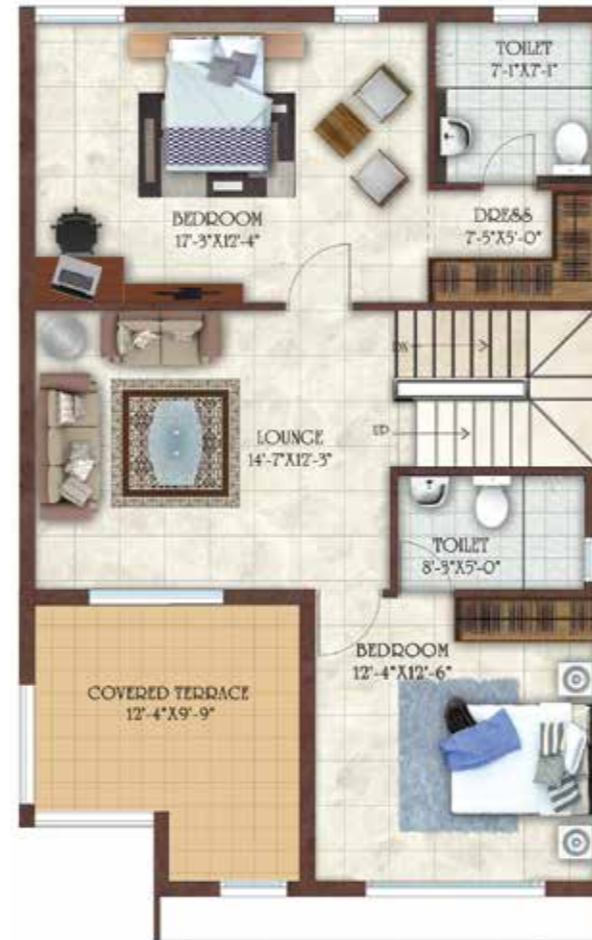 TOILET
7'-1"X7'-1"
BEDROOM
17'-3"X12'-4"
DRESS
7'-5"X5'-0"
DN
LOUNGE
14'-7"X12'-3"
UP
TOILET
8'-3"X5'-0"
BEDROOM
12'-4"X12'-6"
COVERED TERRACE
12'-4"X9'-9"